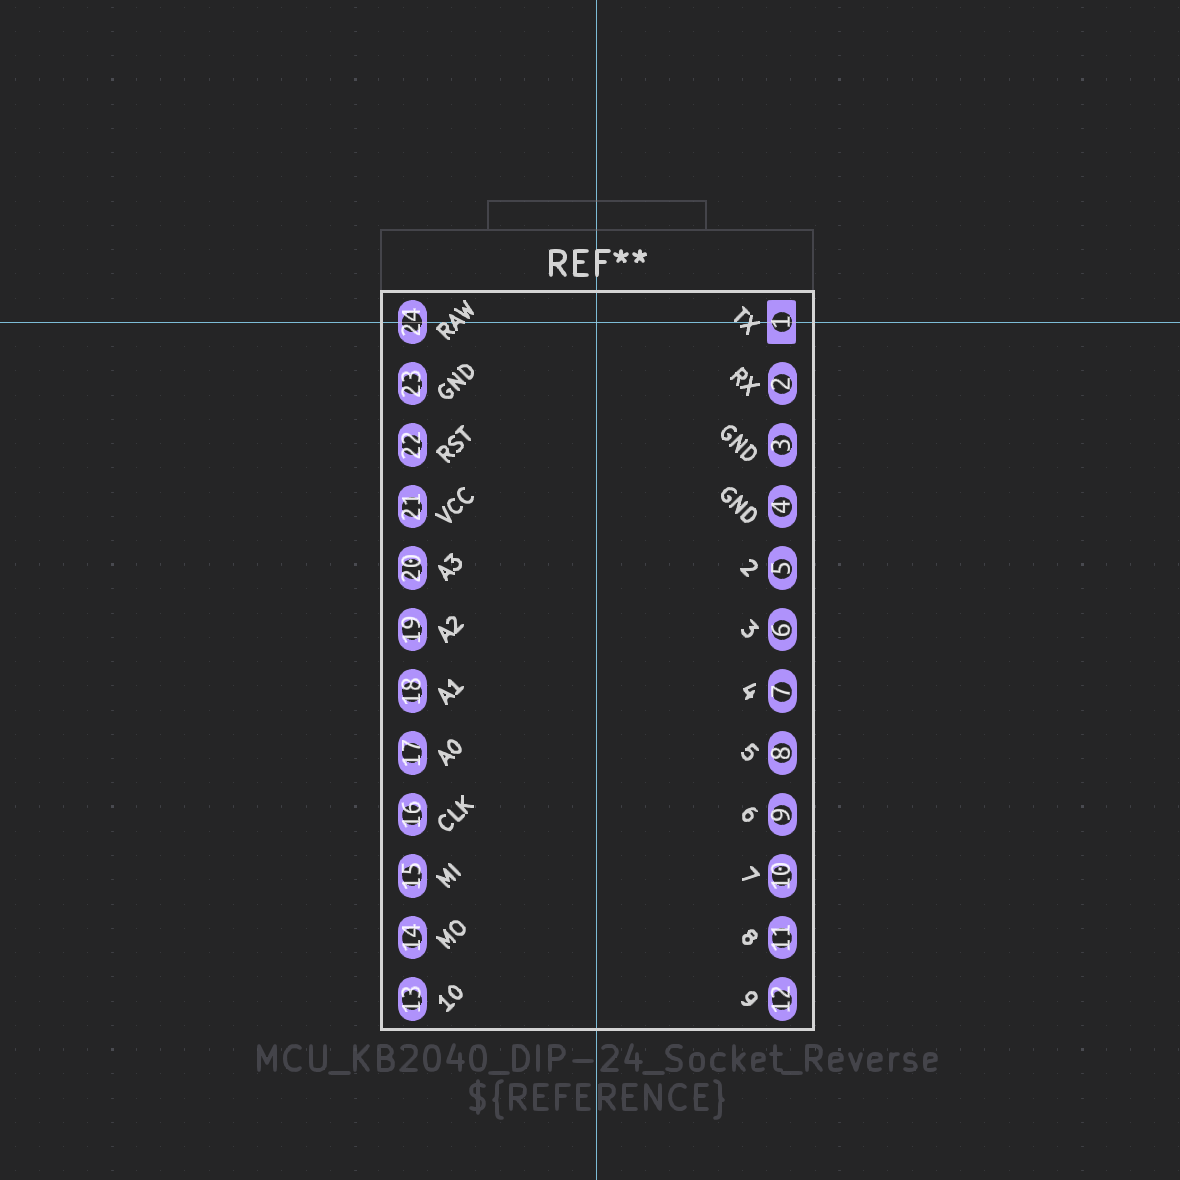 REF**
24 RAW TX 1
23 GND RX 2
22 RST GND 3
21 VCC GND 4
20 A3 2 5
19 A2 3 6
18 A1 4 7
17 A0 5 8
16 CLK 6 9
15 MI 7 10
14 MO 8 11
13 10 9 12
MCU_KB2040_DIP-24_Socket_Reverse
${REFERENCE}